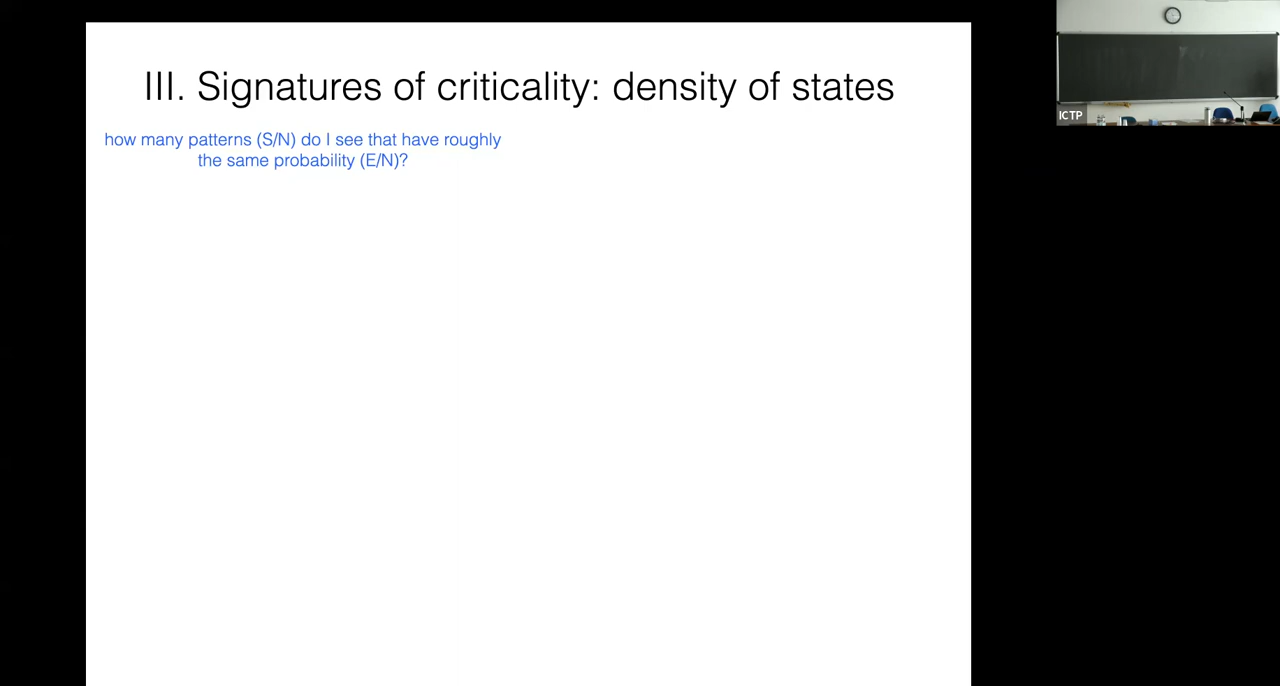 III. Signatures of criticality: density of states
how many patterns (S/N) do I see that have roughly
the same probability (E/N)?
ICTP